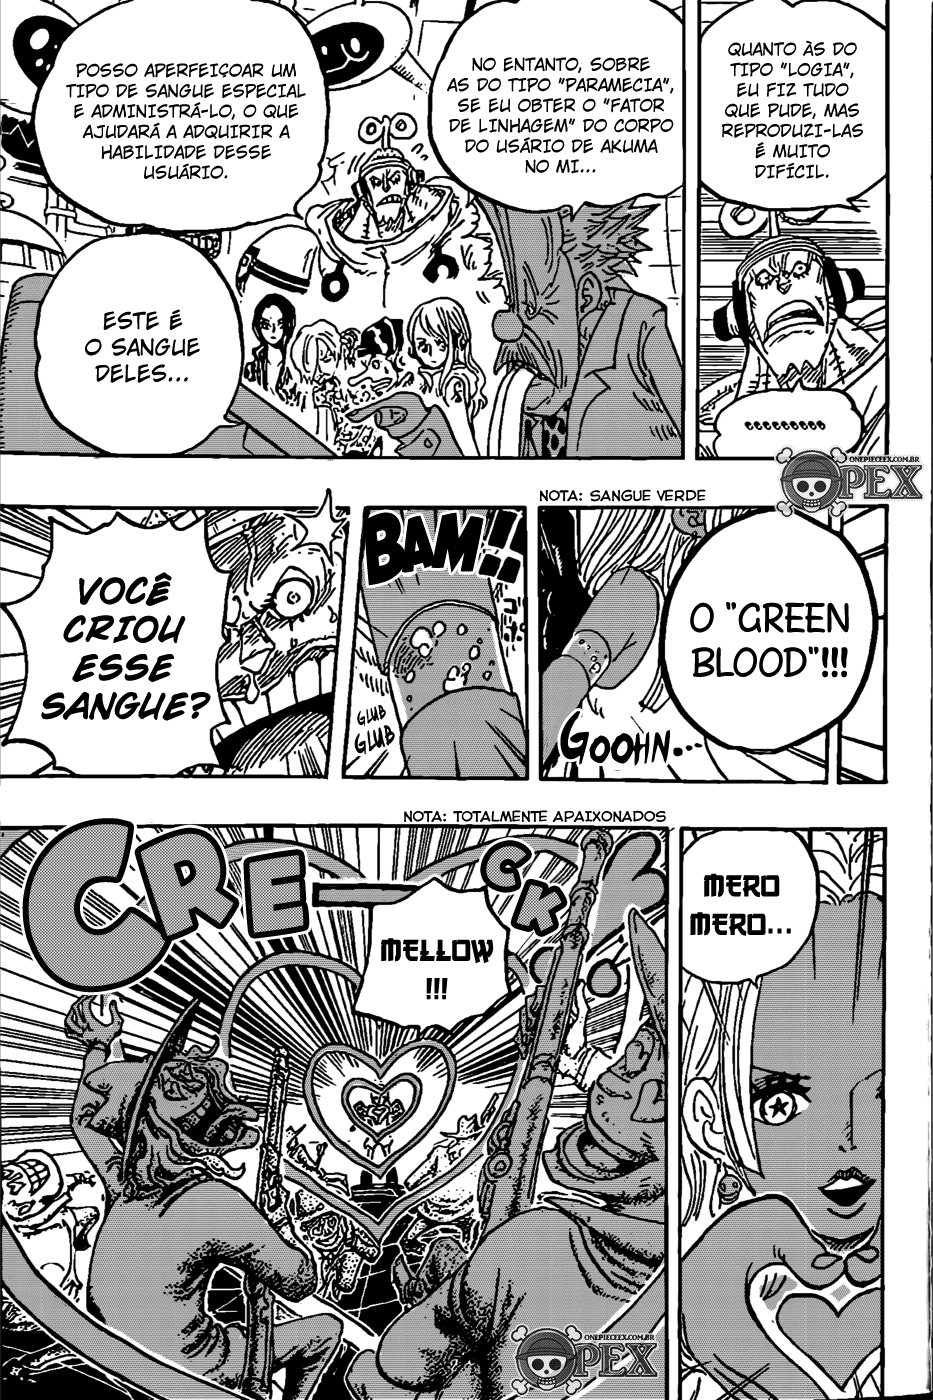 QUANTO ÀS DO
TIPO "LOGIA",
EU FIZ TUDO
QUE PUDE, MAS
REPRODUZI-LAS
É MUITO
DIFÍCIL.
NO ENTANTO, SOBRE
AS DO TIPO "PARAMECIA",
SE EU OBTER O "FATOR
DE LINHAGEM" DO CORPO
DO USÁRIO DE AKUMA
NO MI...
POSSO APERFEIÇOAR UM
TIPO DE SANGUE ESPECIAL
E ADMINISTRÁ-LO, O QUE
AJUDARÁ A ADQUIRIR A
HABILIDADE DESSE
USUÁRIO.
ESTE É
O SANGUE
DELES...
ONEPIECEEX.COM.BR
OPEX
NOTA: SANGUE VERDE
O "GREEN
BLOOD"!!!
GOOHN...
BAM!!
GLUB
GLUB
VOCÊ
CRIOU
ESSE
SANGUE?
NOTA: TOTALMENTE APAIXONADOS
MERO
MERO...
MELLOW
!!!
CRE—CK
ONEPIECEEX.COM.BR
OPEX